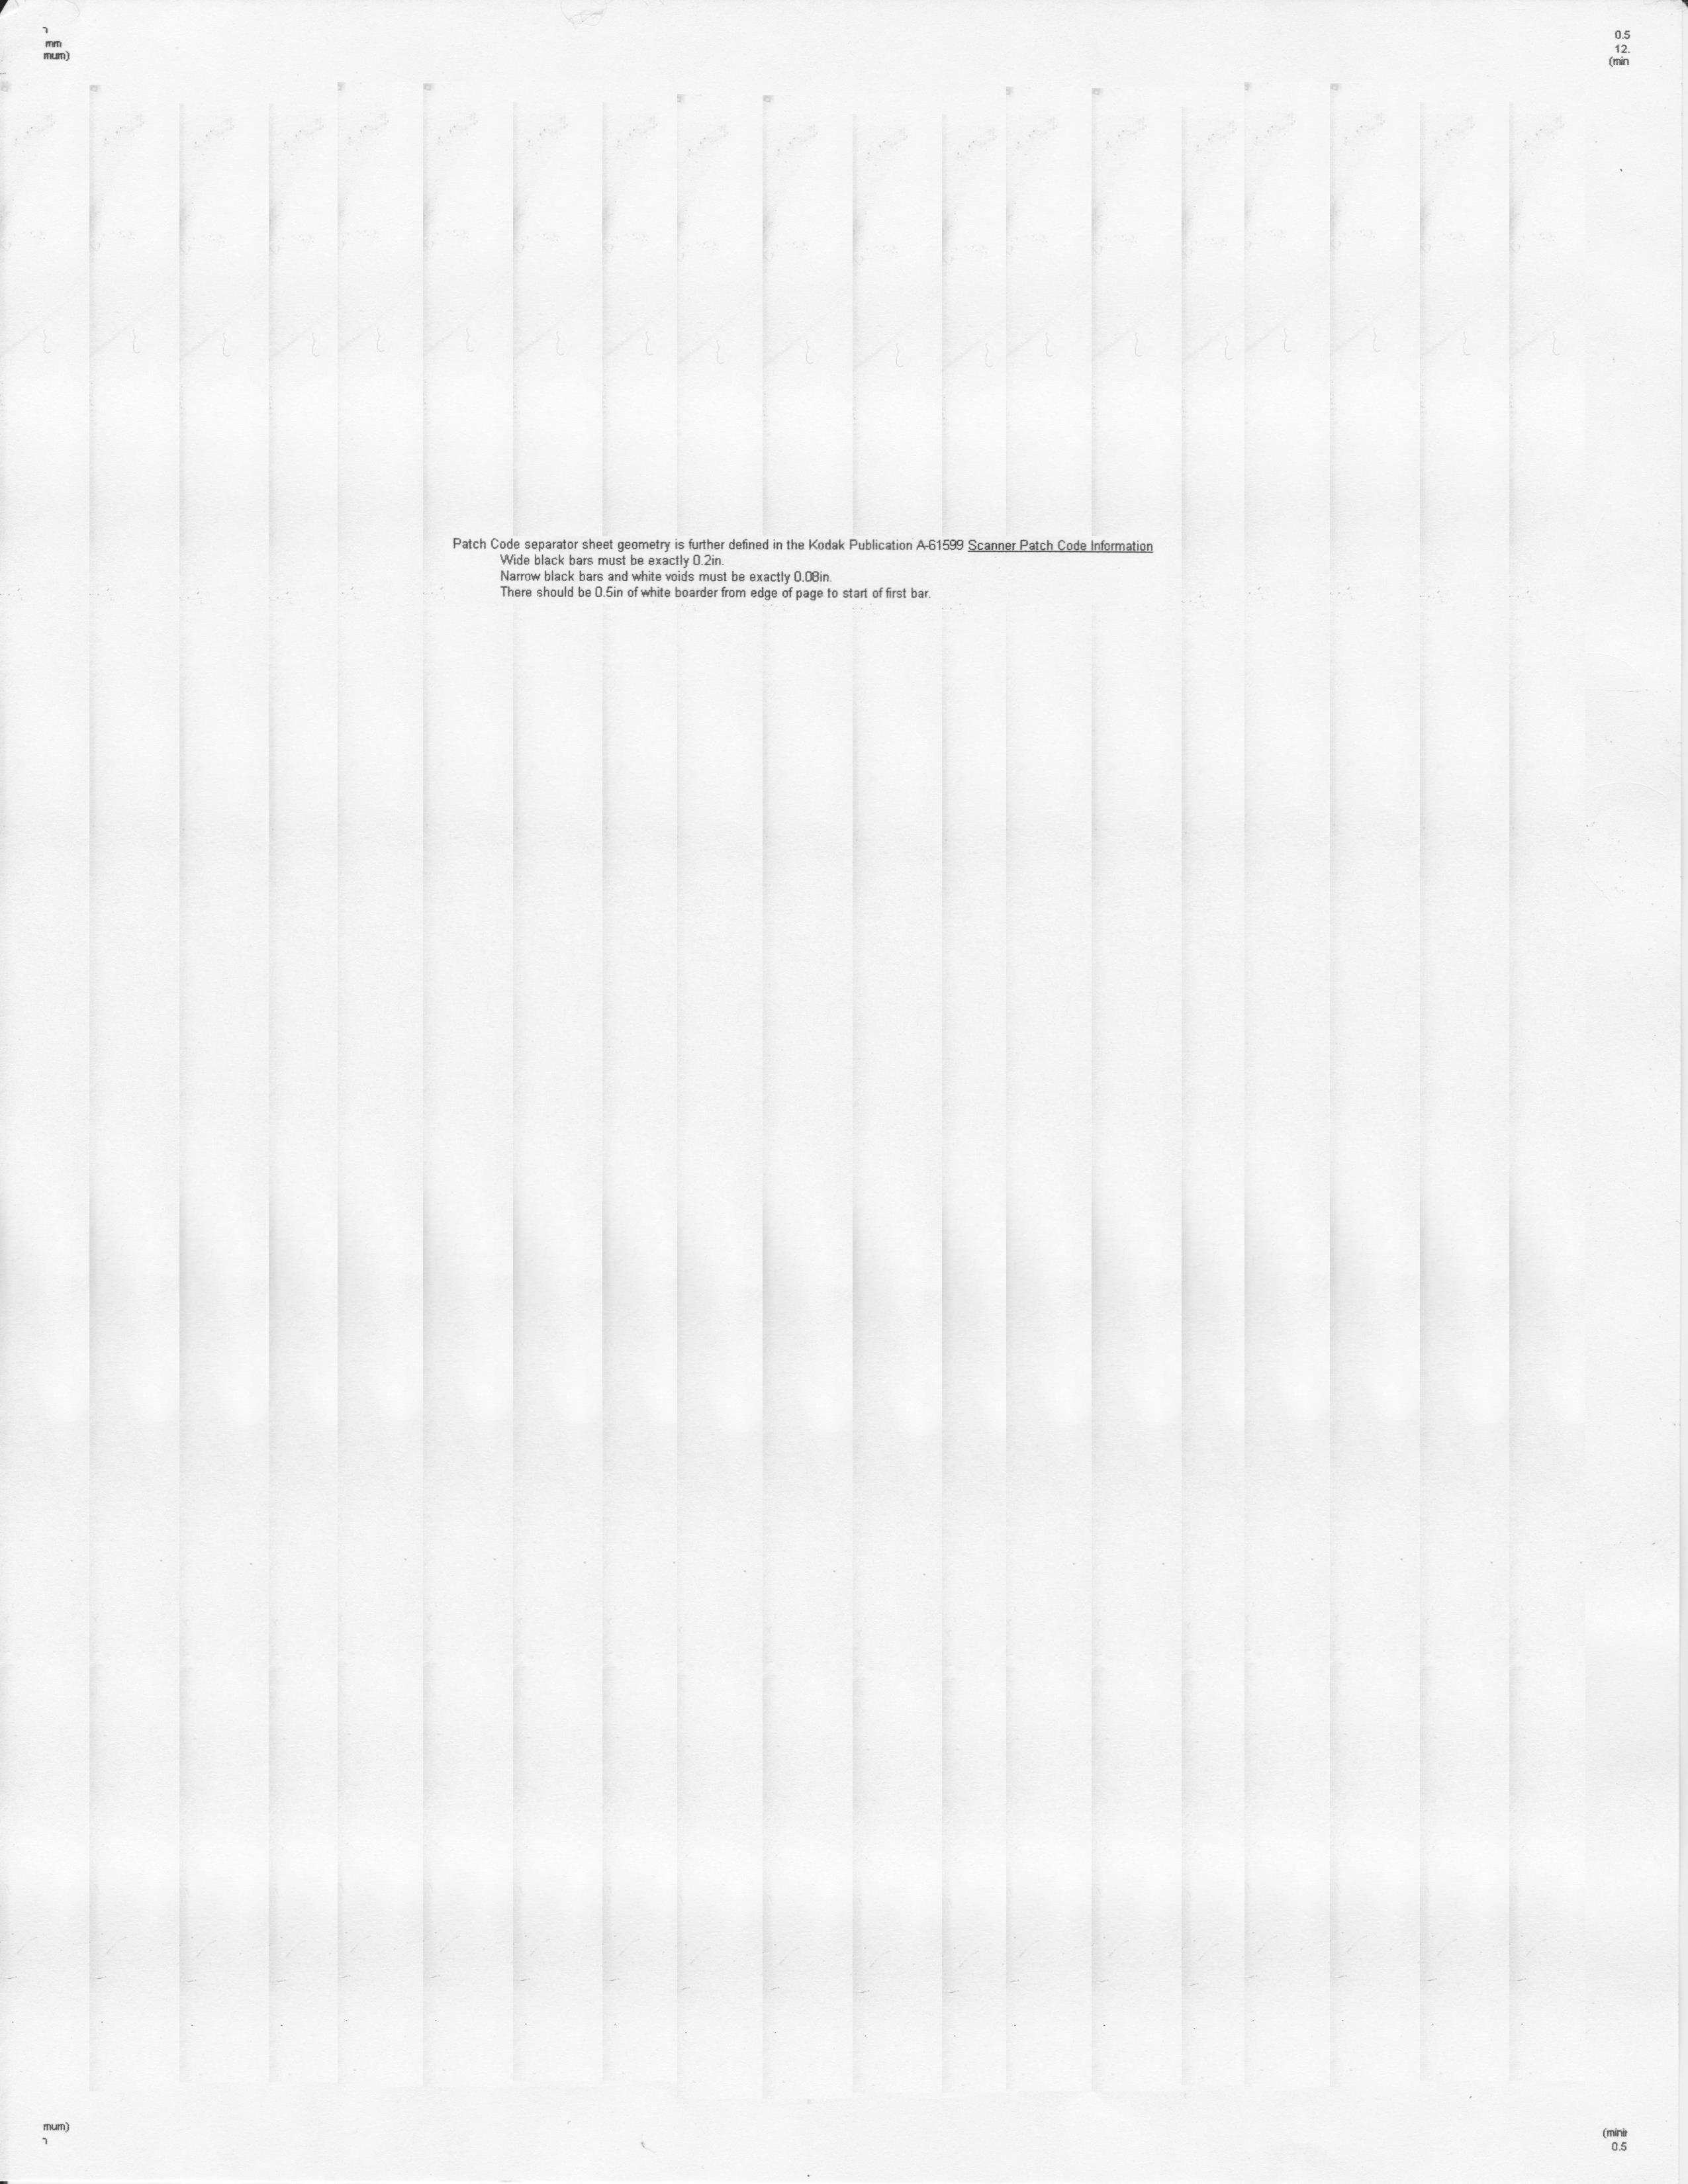 mm
mum)
0.5
12.
(min
Patch Code separator sheet geometry is further defined in the Kodak Publication A-61599 Scanner Patch Code Information
Wide black bars must be exactly 0.2in.
Narrow black bars and white voids must be exactly 0.08in.
There should be 0.5in of white boarder from edge of page to start of first bar.
mum)
(mini
0.5